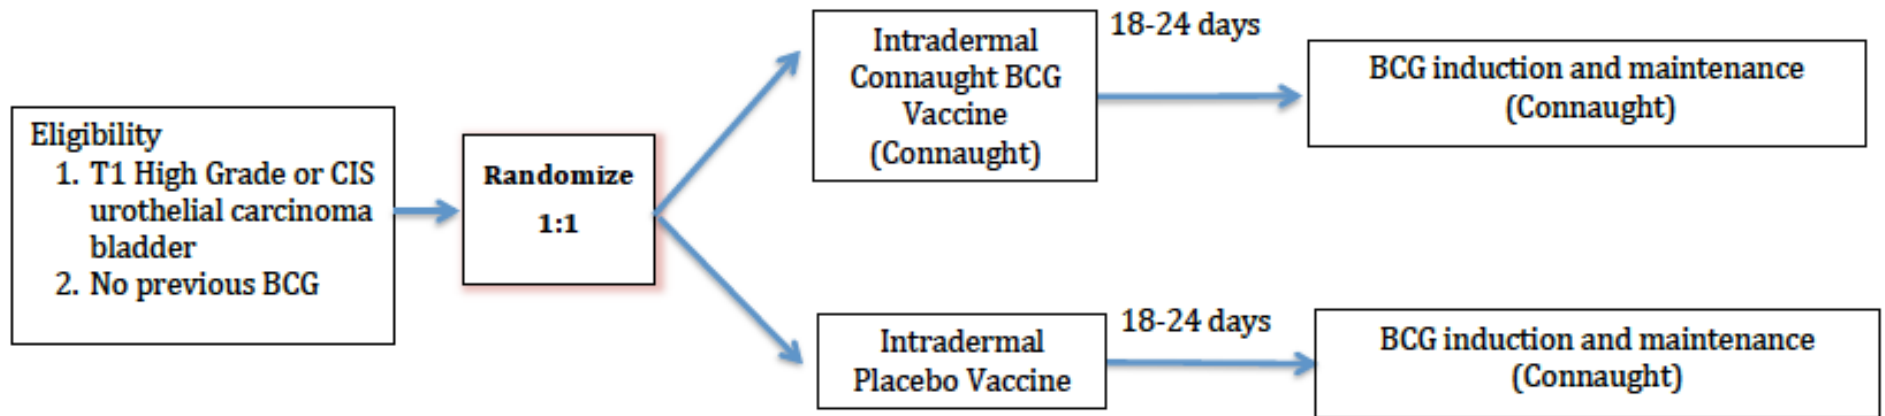 Eligibility
1. T1 High Grade or CIS
urothelial carcinoma
bladder
2. No previous BCG
Randomize
1:1
Intradermal
Connaught BCG
Vaccine
(Connaught)
18-24 days
BCG induction and maintenance
(Connaught)
Intradermal
Placebo Vaccine
18-24 days
BCG induction and maintenance
(Connaught)